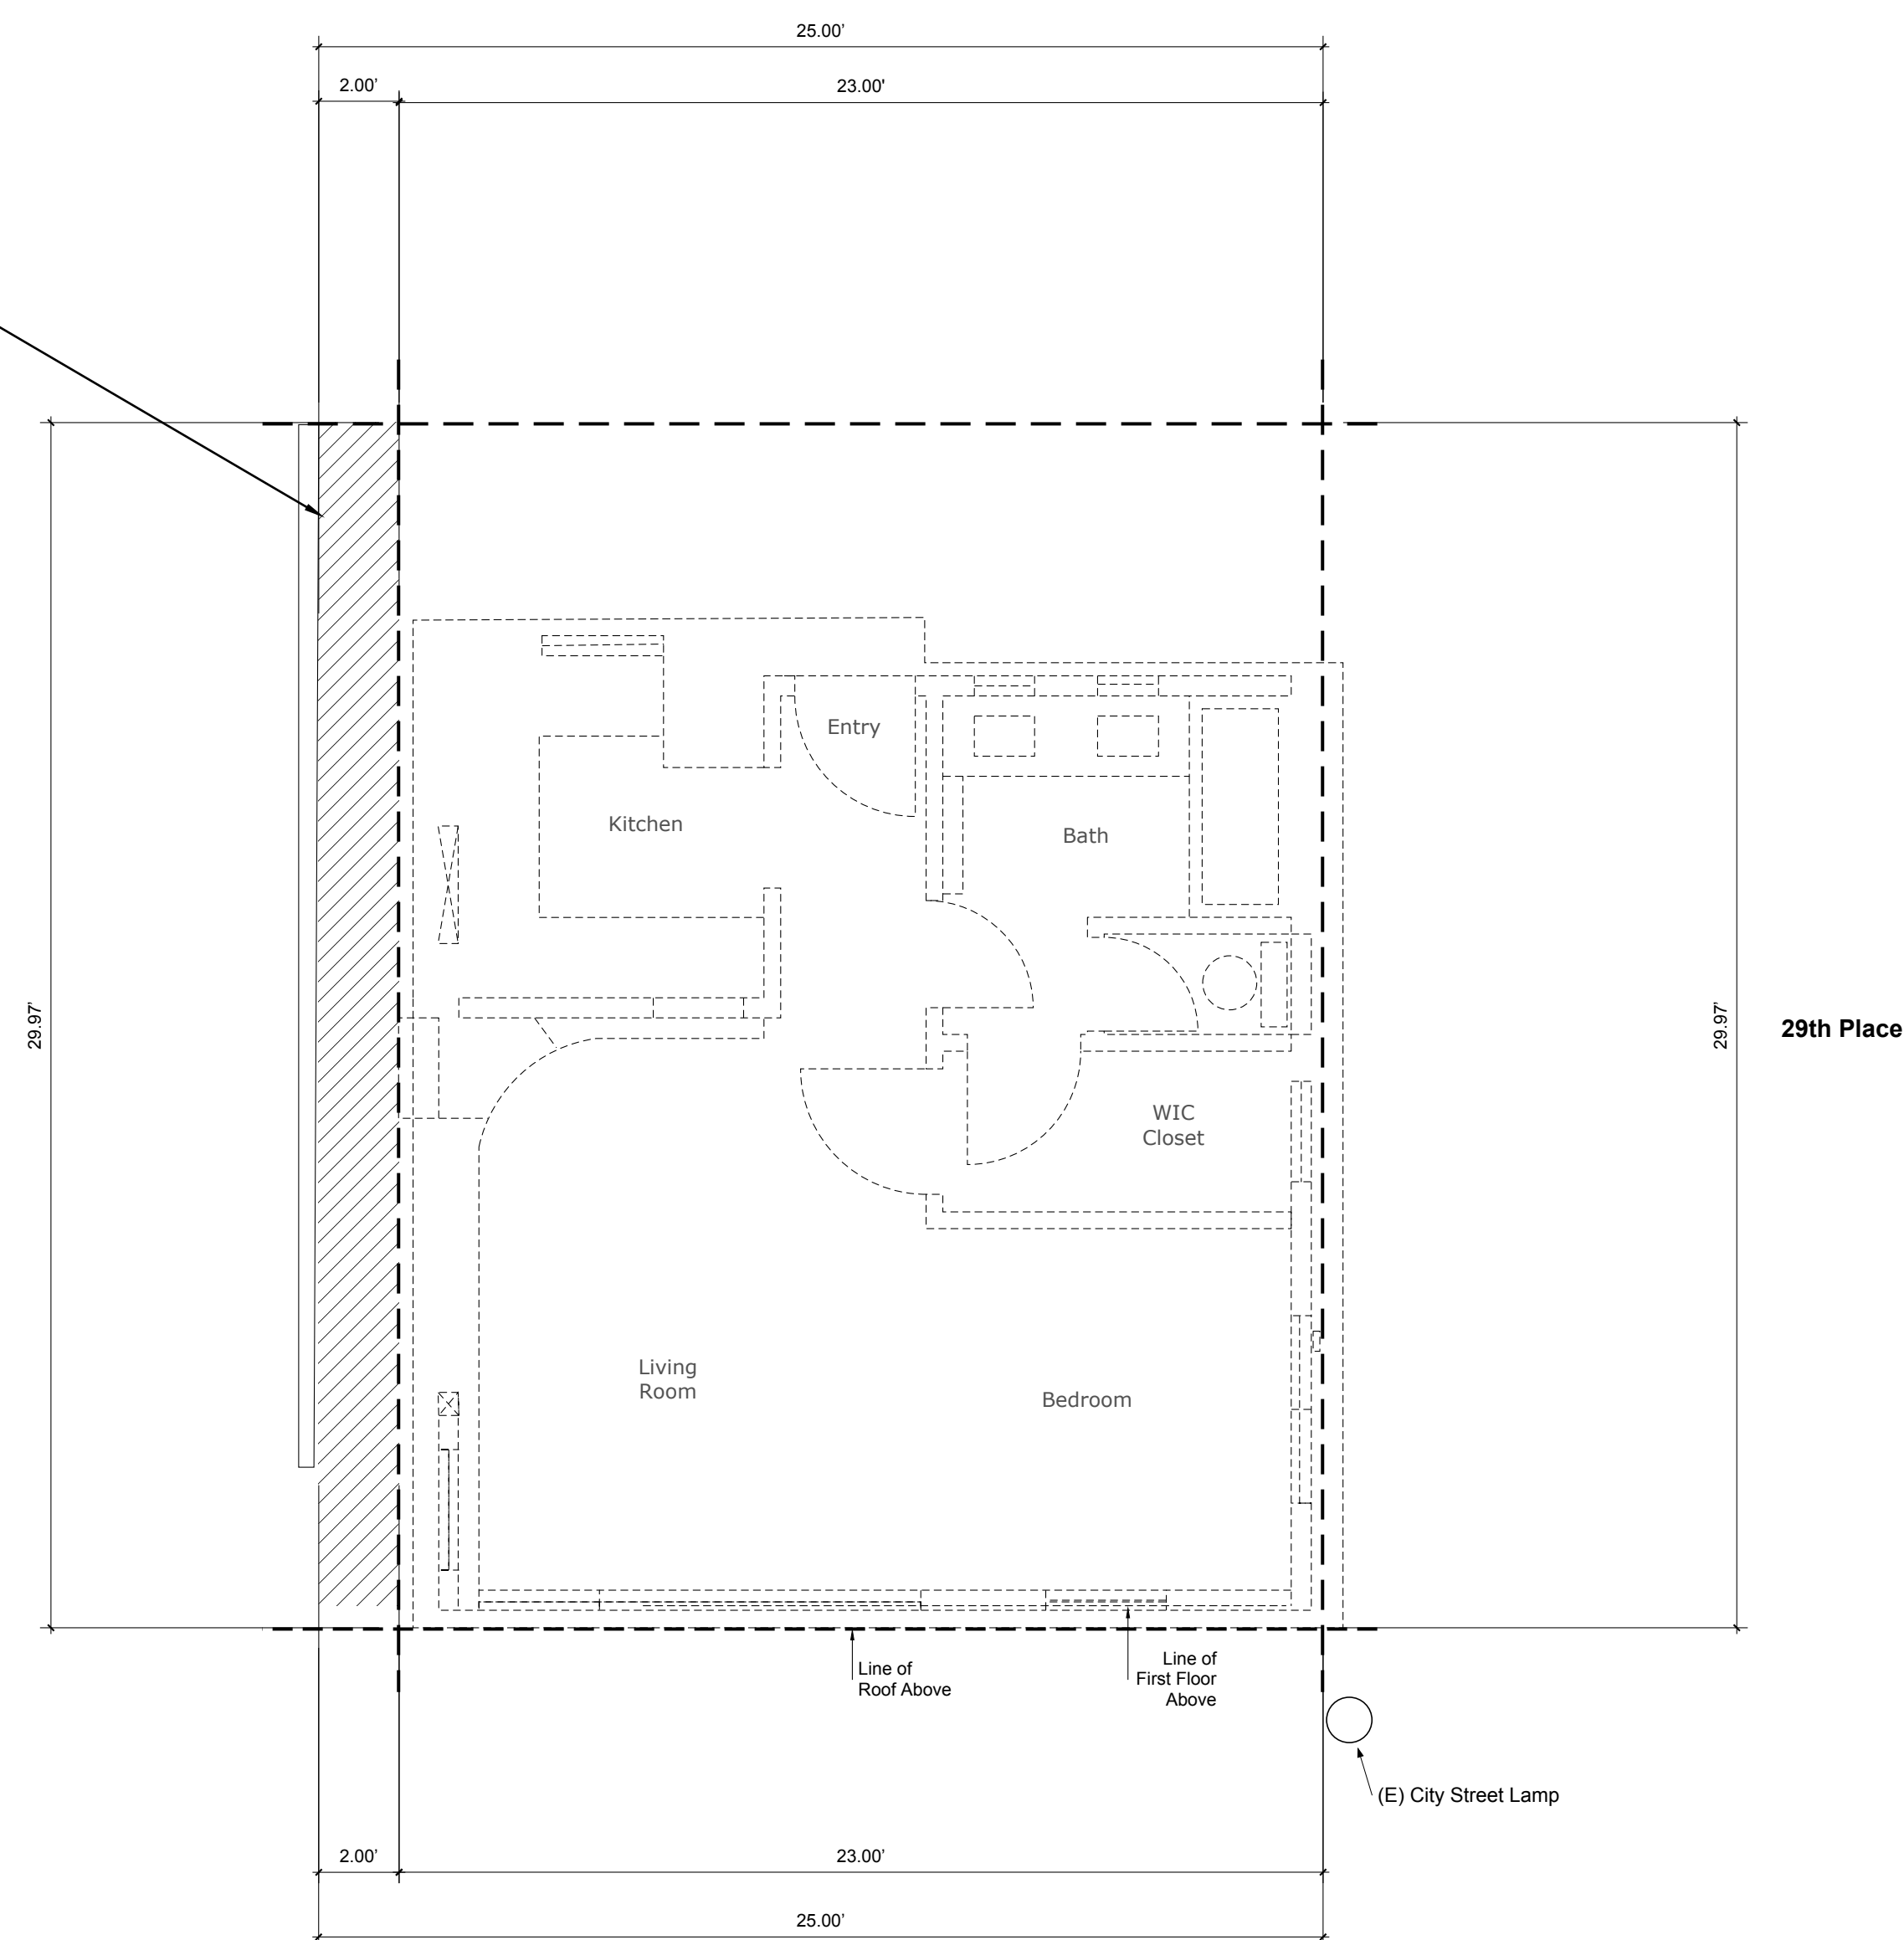 25.00’
2.00’
23.00'
Entry
Kitchen
Bath
29.97’
29.97’
29th Place
WIC
Closet
Living
Room
Bedroom
Line of
Roof Above
Line of
First Floor
Above
(E) City Street Lamp
2.00’
23.00’
25.00’